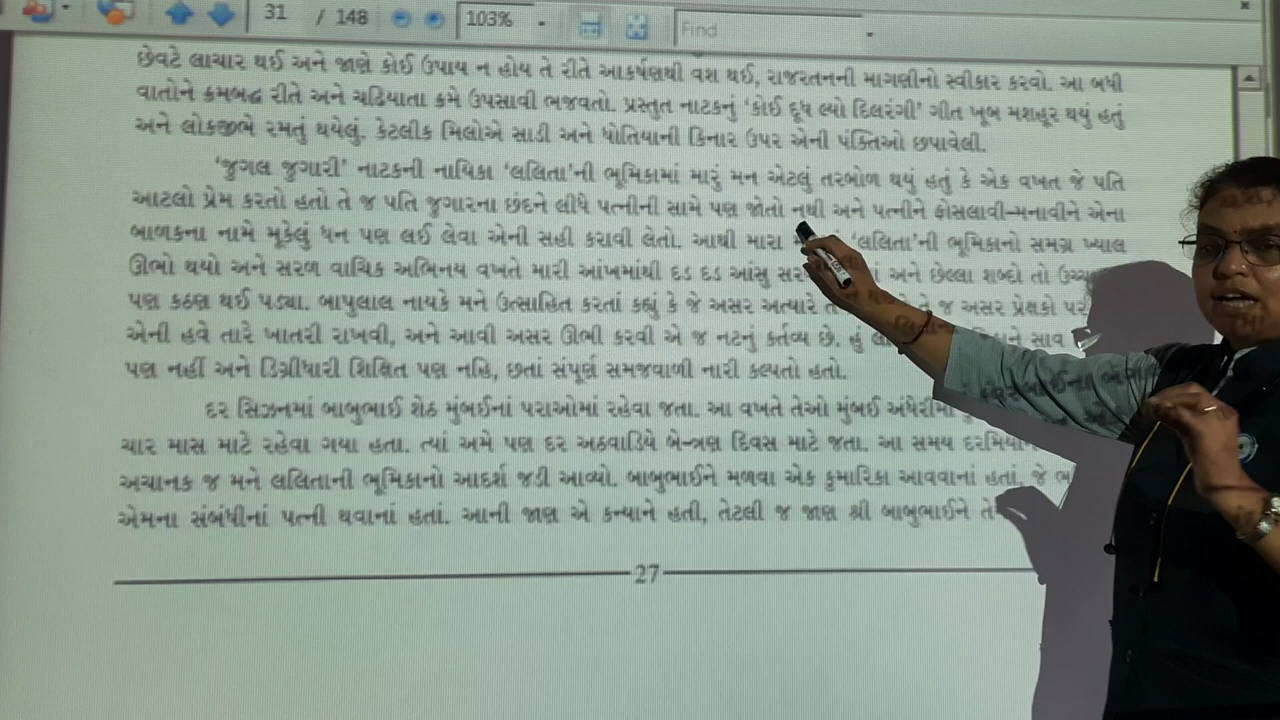 31 / 148 103% Find
છેવટે લાચાર થઈ અને જાણે કોઈ ઉપાય ન હોય તે રીતે આકર્ષણથી વશ થઈ, રાજરતનની માગણીનો સ્વીકાર કરવો. આ બધી
વાતોને ક્રમબદ્ધ રીતે અને ચઢિયાતા ક્રમે ઉપસાવી ભજવતો. પ્રસ્તુત નાટકનું ‘કોઈ દૂધ લ્યો દિલરંગી’ ગીત ખૂબ મશહૂર થયું હતું
અને લોકજીભે રમતું થયેલું. કેટલીક મિલોએ સાડી અને ધોતિયાની કિનાર ઉપર એની પંક્તિઓ છપાવેલી.
‘જુગલ જુગારી’ નાટકની નાયિકા ‘લલિતા’ની ભૂમિકામાં મારું મન એટલું તરબોળ થયું હતું કે એક વખત જે પતિ
આટલો પ્રેમ કરતો હતો તે જ પતિ જુગારના છંદને લીધે પત્નીની સામે પણ જોતો નથી અને પત્નીને ફોસલાવી-મનાવીને એના
બાળકના નામે મૂકેલું ધન પણ લઈ લેવા એની સહી કરાવી લેતો. આથી મારા ‘લલિતા’ની ભૂમિકાનો સમગ્ર ખ્યાલ
ઊભો થયો અને સરળ વાચિક અભિનય વખતે મારી આંખમાંથી દડ દડ આંસુ અને છેલ્લા શબ્દો તો
પણ કઠણ થઈ પડ્યા. બાપુલાલ નાયકે મને ઉત્સાહિત કરતાં કહ્યું કે જે અસર અત્યારે જ અસર પ્રેક્ષકો
એની હવે તારે ખાતરી રાખવી, અને આવી અસર ઊભી કરવી એ જ નટનું કર્તવ્ય છે. હું સાવ
પણ નહીં અને ડિગ્રીધારી શિક્ષિત પણ નહિ, છતાં સંપૂર્ણ સમજવાળી નારી કલ્પતો હતો.
દર સિઝનમાં બાબુભાઈ શેઠ મુંબઈનાં પરાઓમાં રહેવા જતા. આ વખતે તેઓ મુંબઈ અંધેરીમાં
ચાર માસ માટે રહેવા ગયા હતા. ત્યાં અમે પણ દર અઠવાડિયે બે-ત્રણ દિવસ માટે જતા. આ સમય દરમિયાન
અચાનક જ મને લલિતાની ભૂમિકાનો આદર્શ જડી આવ્યો. બાબુભાઈને મળવા એક કુમારિકા આવવાનાં હતાં, જે
એમના સંબંધીનાં પત્ની થવાનાં હતાં. આની જાણ એ કન્યાને હતી, તેટલી જ જાણ શ્રી બાબુભાઈને
27